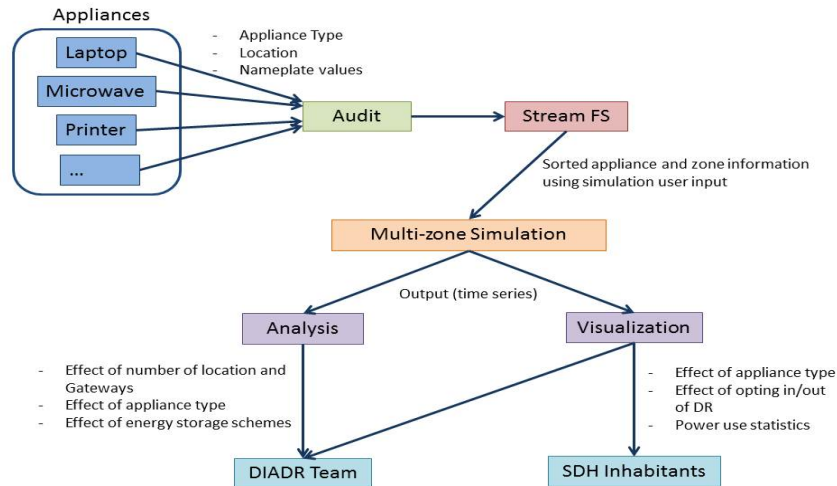 Appliances
Laptop
Microwave
Printer
...
- Appliance Type
- Location
- Nameplate values
Audit
Stream FS
Sorted appliance and zone information
using simulation user input
Multi-zone Simulation
Output (time series)
Analysis
Visualization
- Effect of number of location and
Gateways
- Effect of appliance type
- Effect of energy storage schemes
- Effect of appliance type
- Effect of opting in/out
of DR
- Power use statistics
DIADR Team
SDH Inhabitants